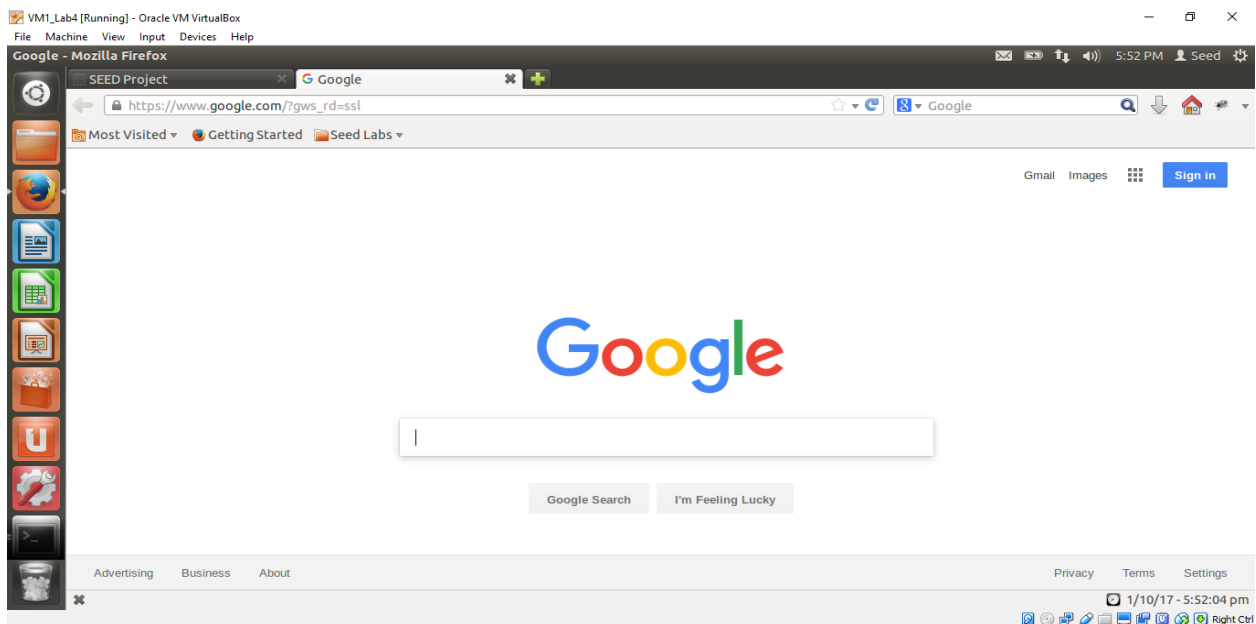 VM1_Lab4 [Running] - Oracle VM VirtualBox
File Machine View Input Devices Help
Google - Mozilla Firefox 5:52 PM Seed
SEED Project Google
https://www.google.com/?gws_rd=ssl Google
Most Visited Getting Started Seed Labs
Gmail Images Sign in
Google
Google Search I'm Feeling Lucky
Advertising Business About Privacy Terms Settings
1/10/17 - 5:52:04 pm
Right Ctrl